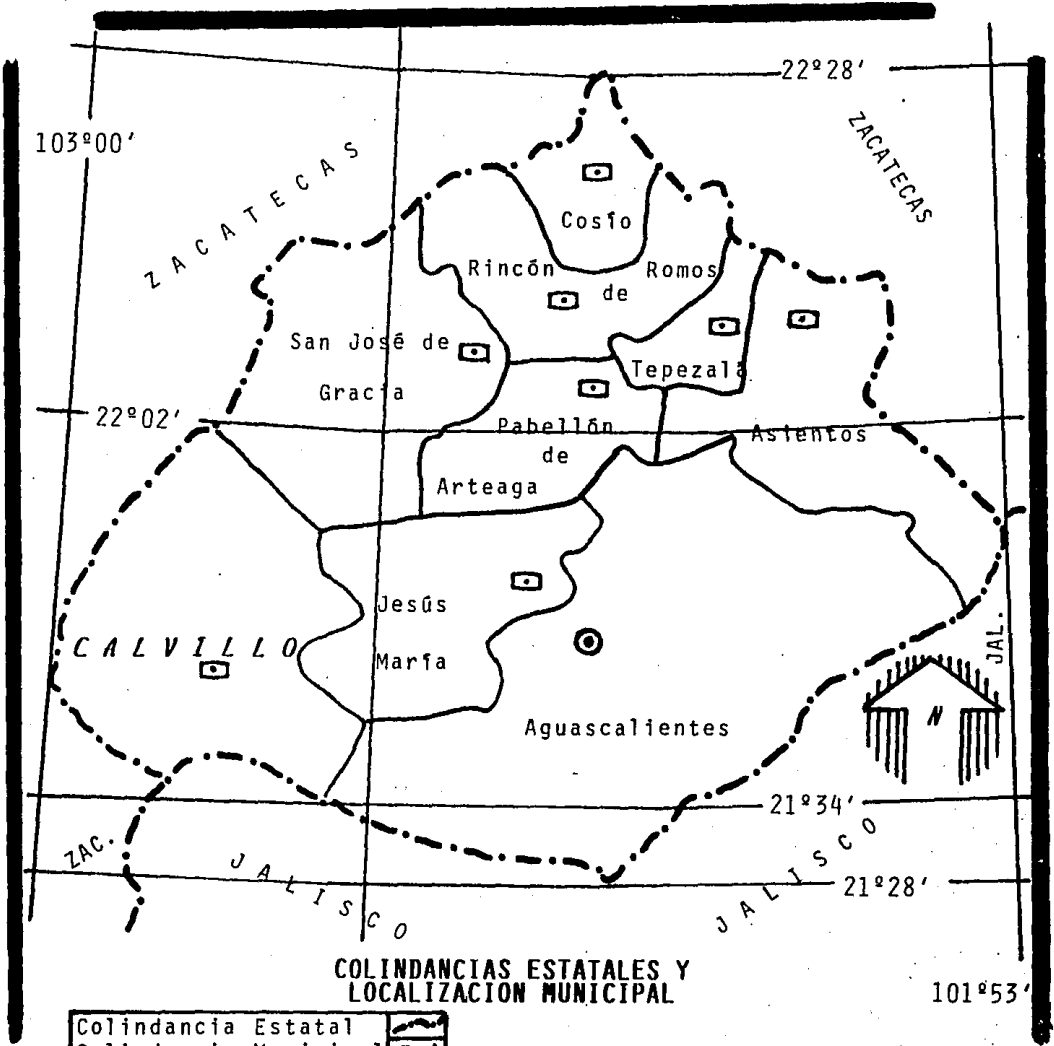 22º28'
103º00'
ZACATECAS
ZACATECAS
Cosío
Rincón
de
Romos
San José de
Gracia
Tepezalá
22º02'
Pabellón
de
Arteaga
Asientos
Jesús
María
CALVILLO
Aguascalientes
JAL.
N
21º34'
ZAC.
JALISCO
JALISCO
21º28'
COLINDANCIAS ESTATALES Y
LOCALIZACION MUNICIPAL
101º53'
Colindancia Estatal